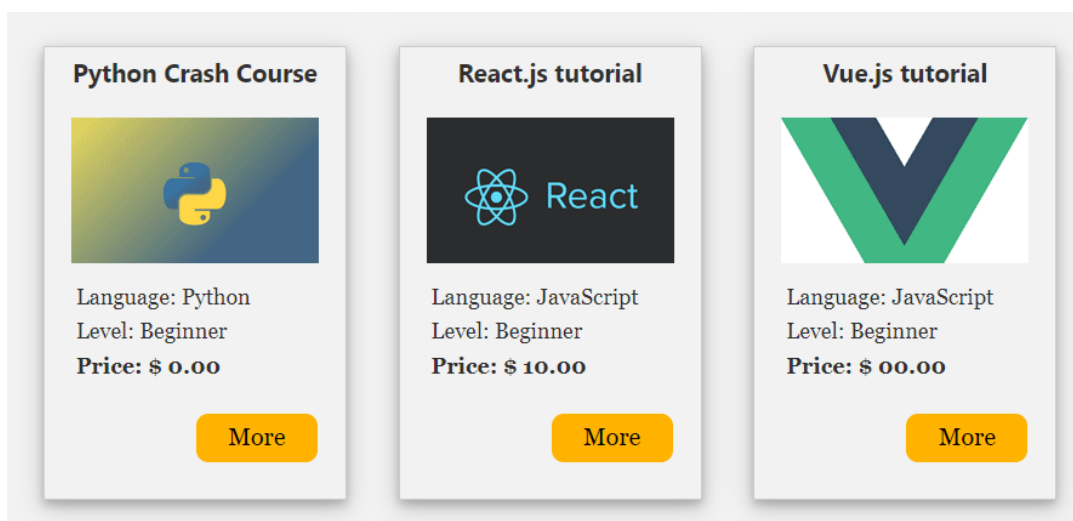 Python Crash Course
Language: Python
Level: Beginner
Price: $ 0.00
More
React.js tutorial
React
Language: JavaScript
Level: Beginner
Price: $ 10.00
More
Vue.js tutorial
Language: JavaScript
Level: Beginner
Price: $ 00.00
More